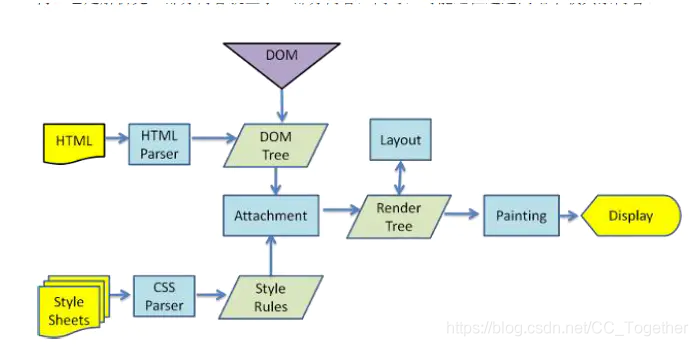 DOM
HTML
HTML
Parser
DOM
Tree
Layout
Attachment
Render
Tree
Painting
Display
Style
Sheets
CSS
Parser
Style
Rules
https://blog.csdn.net/CC_Together